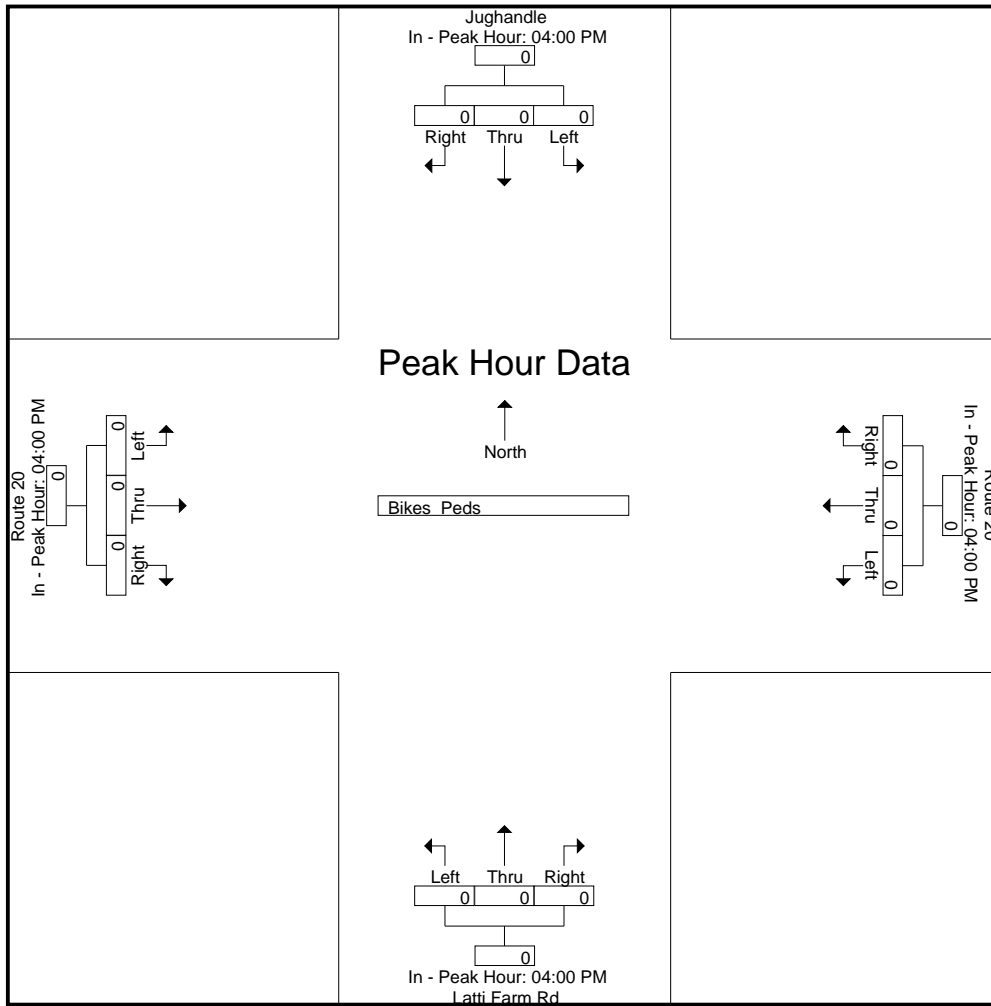 Jughandle
In - Peak Hour: 04:00 PM
0
0 0 0
Right Thru Left
Peak Hour Data
North
Bikes Peds
Route 20
In - Peak Hour: 04:00 PM
0
0 0 0
Left Thru Right
Route 20
In - Peak Hour: 04:00 PM
0
0 0 0
Right Thru Left
Left Thru Right
0 0 0
0
In - Peak Hour: 04:00 PM
Latti Farm Rd